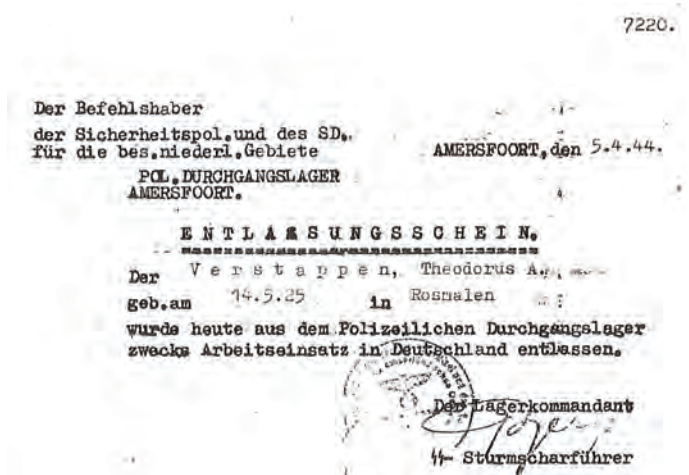 7220.
Der Befehlshaber
der Sicherheitspol.und des SD.
für die bes.niederl.Gebiete
AMERSFOORT,den 5.4.44.
POL.DURCHGANGSLAGER
AMERSFOORT.
ENTLASSUNGSSCHEIN.
Der Verstappen, Theodorus A.
geb.am 14.5.25 in Rosmalen
wurde heute aus dem Polizeilichen Durchgangslager
zwecks Arbeitseinsatz in Deutschland entlassen.
Der Lagerkommandant
SS- Sturmscharführer